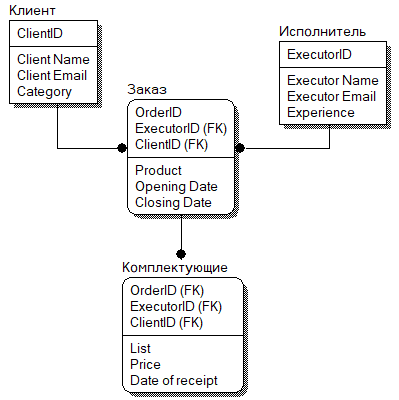 Клиент
ClientID
Client Name
Client Email
Category
Исполнитель
ExecutorID
Executor Name
Executor Email
Experience
Заказ
OrderID
ExecutorID (FK)
ClientID (FK)
Product
Opening Date
Closing Date
Комплектующие
OrderID (FK)
ExecutorID (FK)
ClientID (FK)
List
Price
Date of receipt